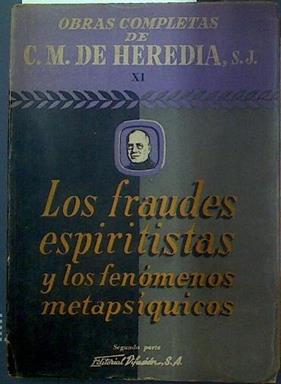 OBRAS COMPLETAS
DE
C. M. DE HEREDIA, S. J.
XI
Los fraudes
espiritistas
y los fenómenos
metapsíquicos
Segunda parte
Editorial Difusión, S. A.